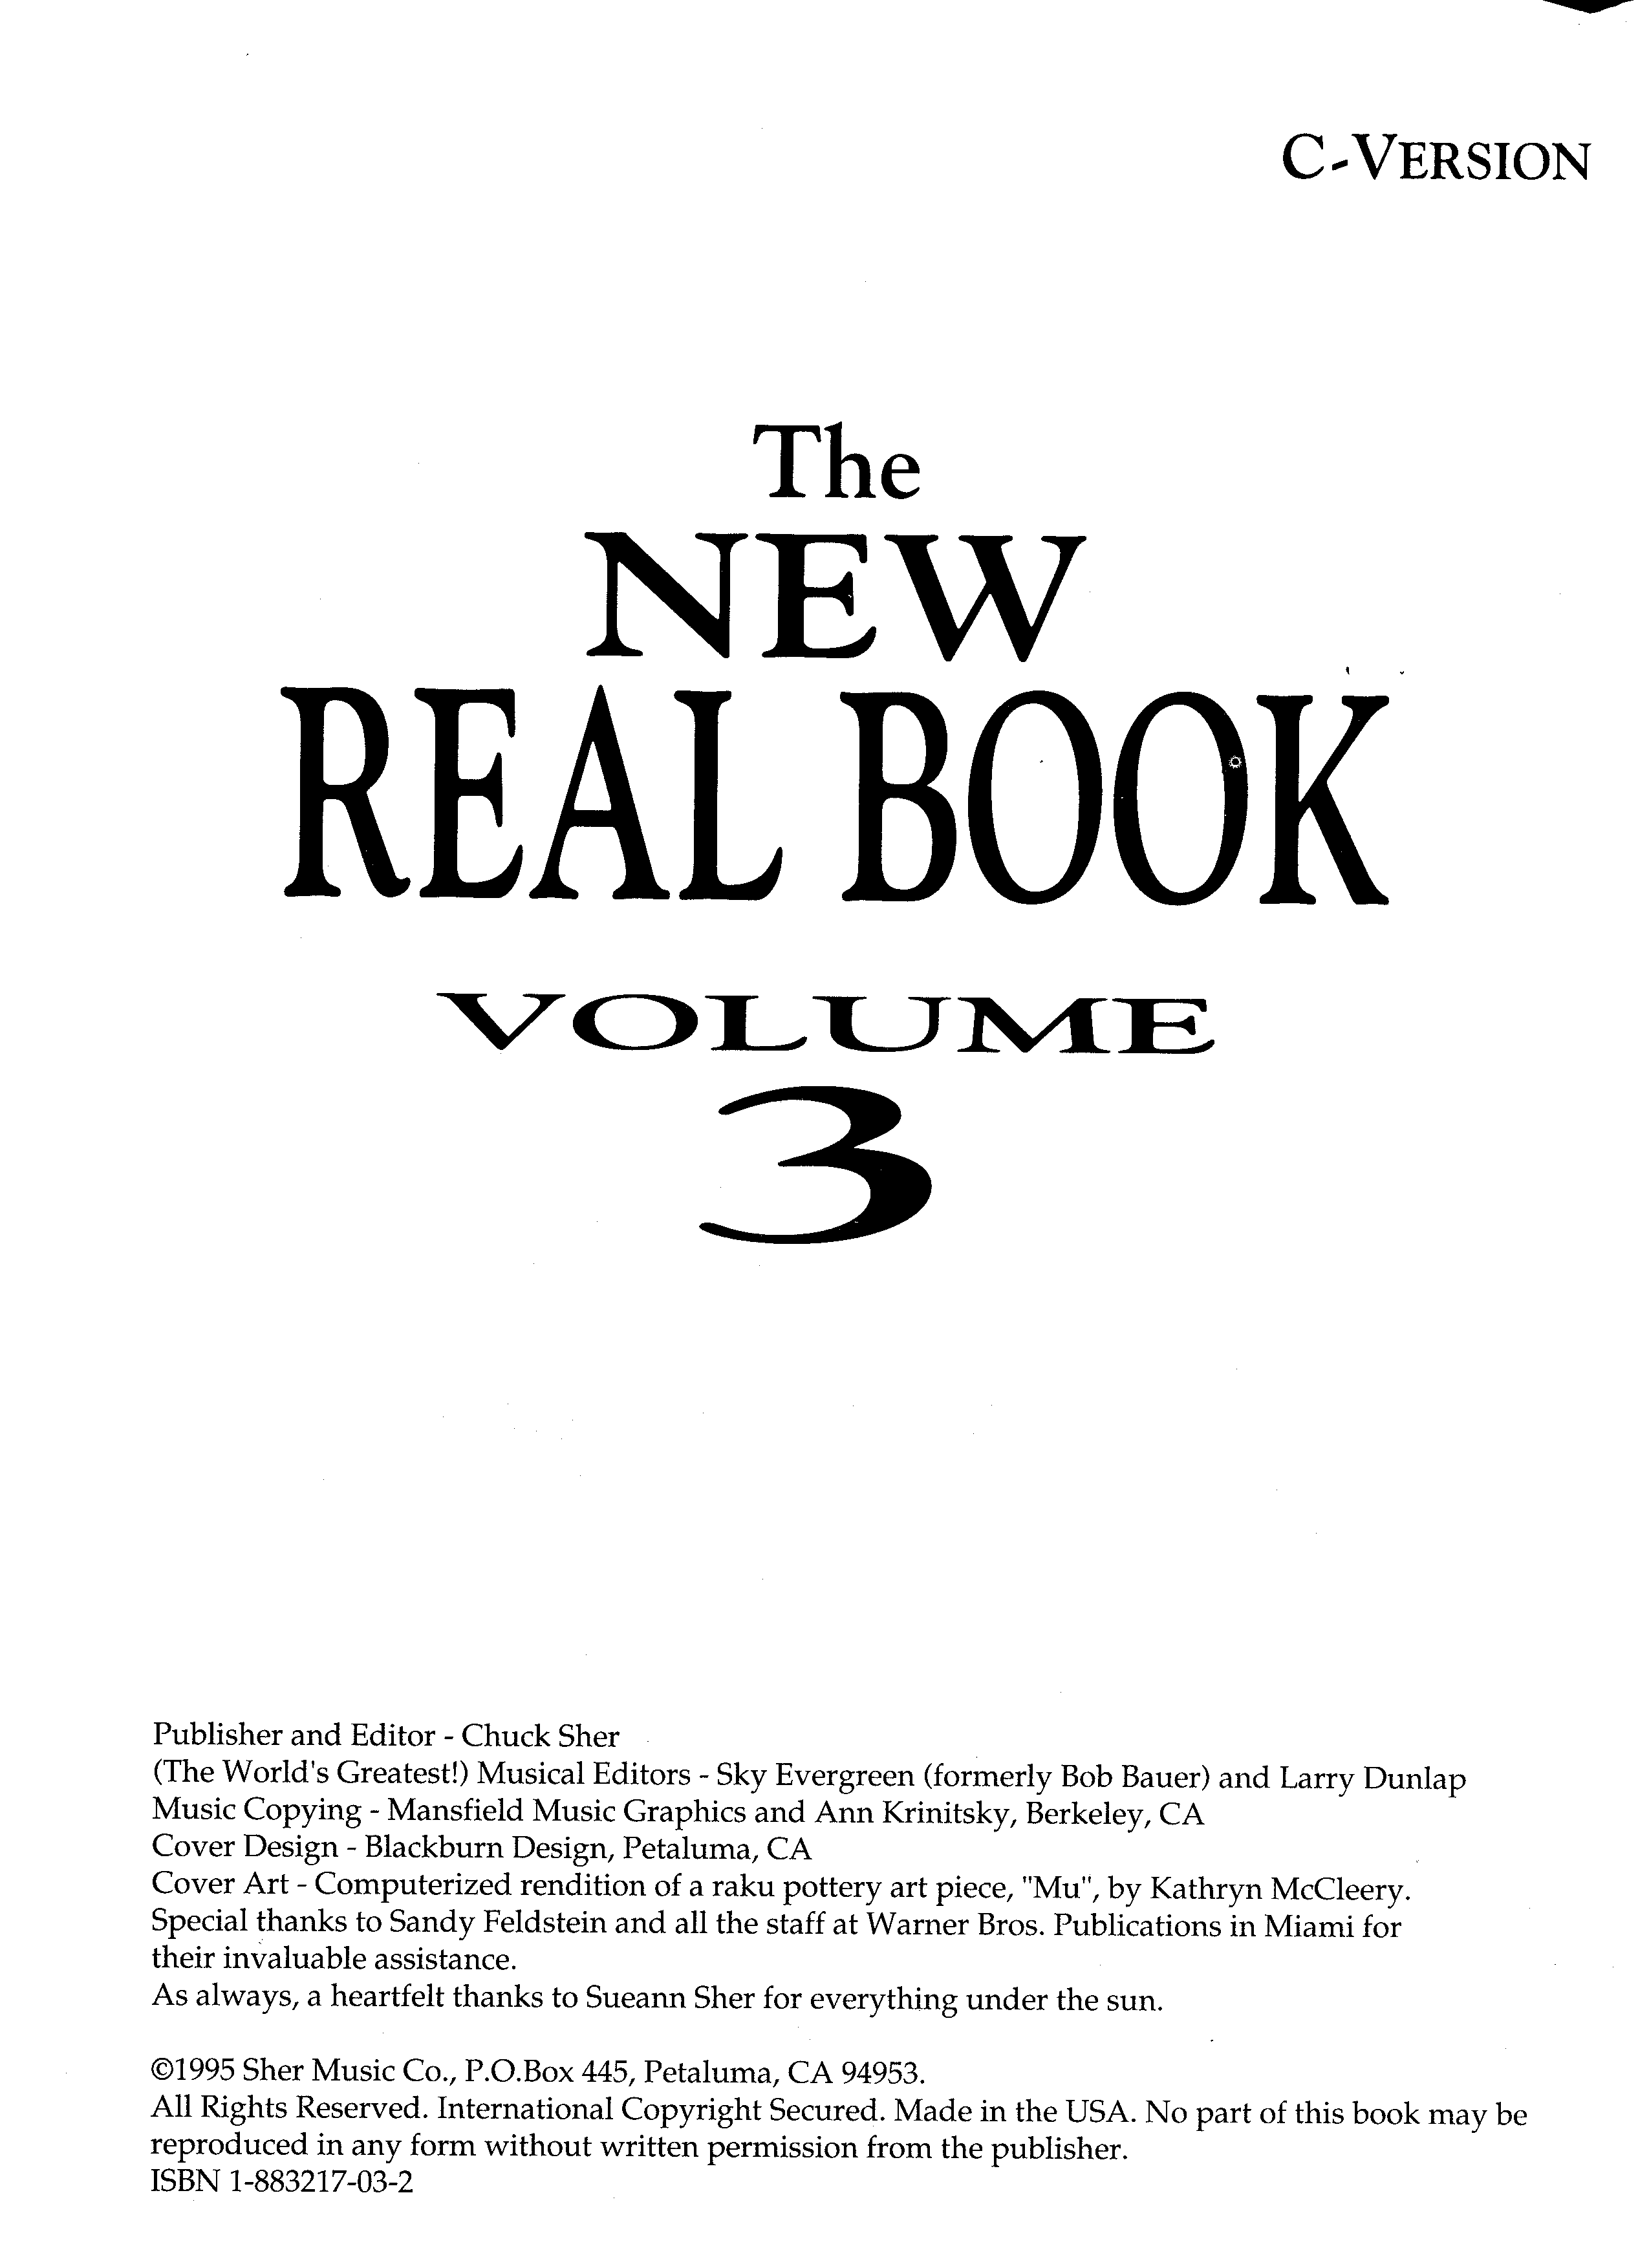 C-VERSION
The
NEW
REAL BOOK
VOLUME
3
Publisher and Editor - Chuck Sher
(The World's Greatest!) Musical Editors - Sky Evergreen (formerly Bob Bauer) and Larry Dunlap
Music Copying - Mansfield Music Graphics and Ann Krinitsky, Berkeley, CA
Cover Design - Blackburn Design, Petaluma, CA
Cover Art - Computerized rendition of a raku pottery art piece, "Mu", by Kathryn McCleery.
Special thanks to Sandy Feldstein and all the staff at Warner Bros. Publications in Miami for
their invaluable assistance.
As always, a heartfelt thanks to Sueann Sher for everything under the sun.
©1995 Sher Music Co., P.O.Box 445, Petaluma, CA 94953.
All Rights Reserved. International Copyright Secured. Made in the USA. No part of this book may be
reproduced in any form without written permission from the publisher.
ISBN 1-883217-03-2